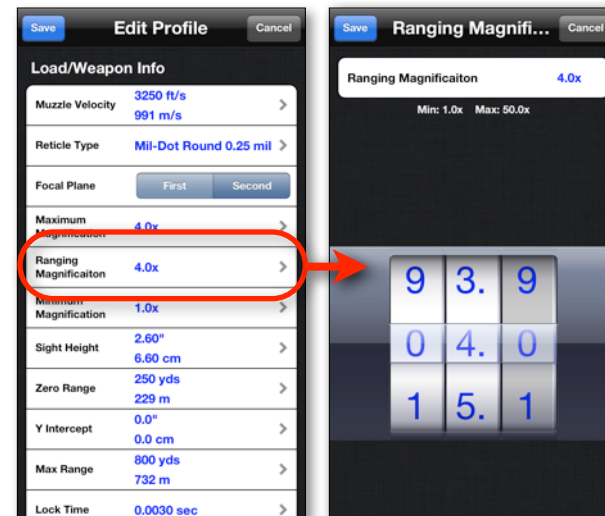 Save Edit Profile Cancel
Load/Weapon Info
Muzzle Velocity 3250 ft/s
991 m/s
Reticle Type Mil-Dot Round 0.25 mil
Focal Plane First Second
Maximum
Magnification 4.0x
Ranging
Magnificaiton 4.0x
Minimum
Magnification 1.0x
Sight Height 2.60"
6.60 cm
Zero Range 250 yds
229 m
Y Intercept 0.0"
0.0 cm
Max Range 800 yds
732 m
Lock Time 0.0030 sec
Save Ranging Magnifi... Cancel
Ranging Magnificaiton 4.0x
Min: 1.0x Max: 50.0x
9 3. 9
0 4. 0
1 5. 1